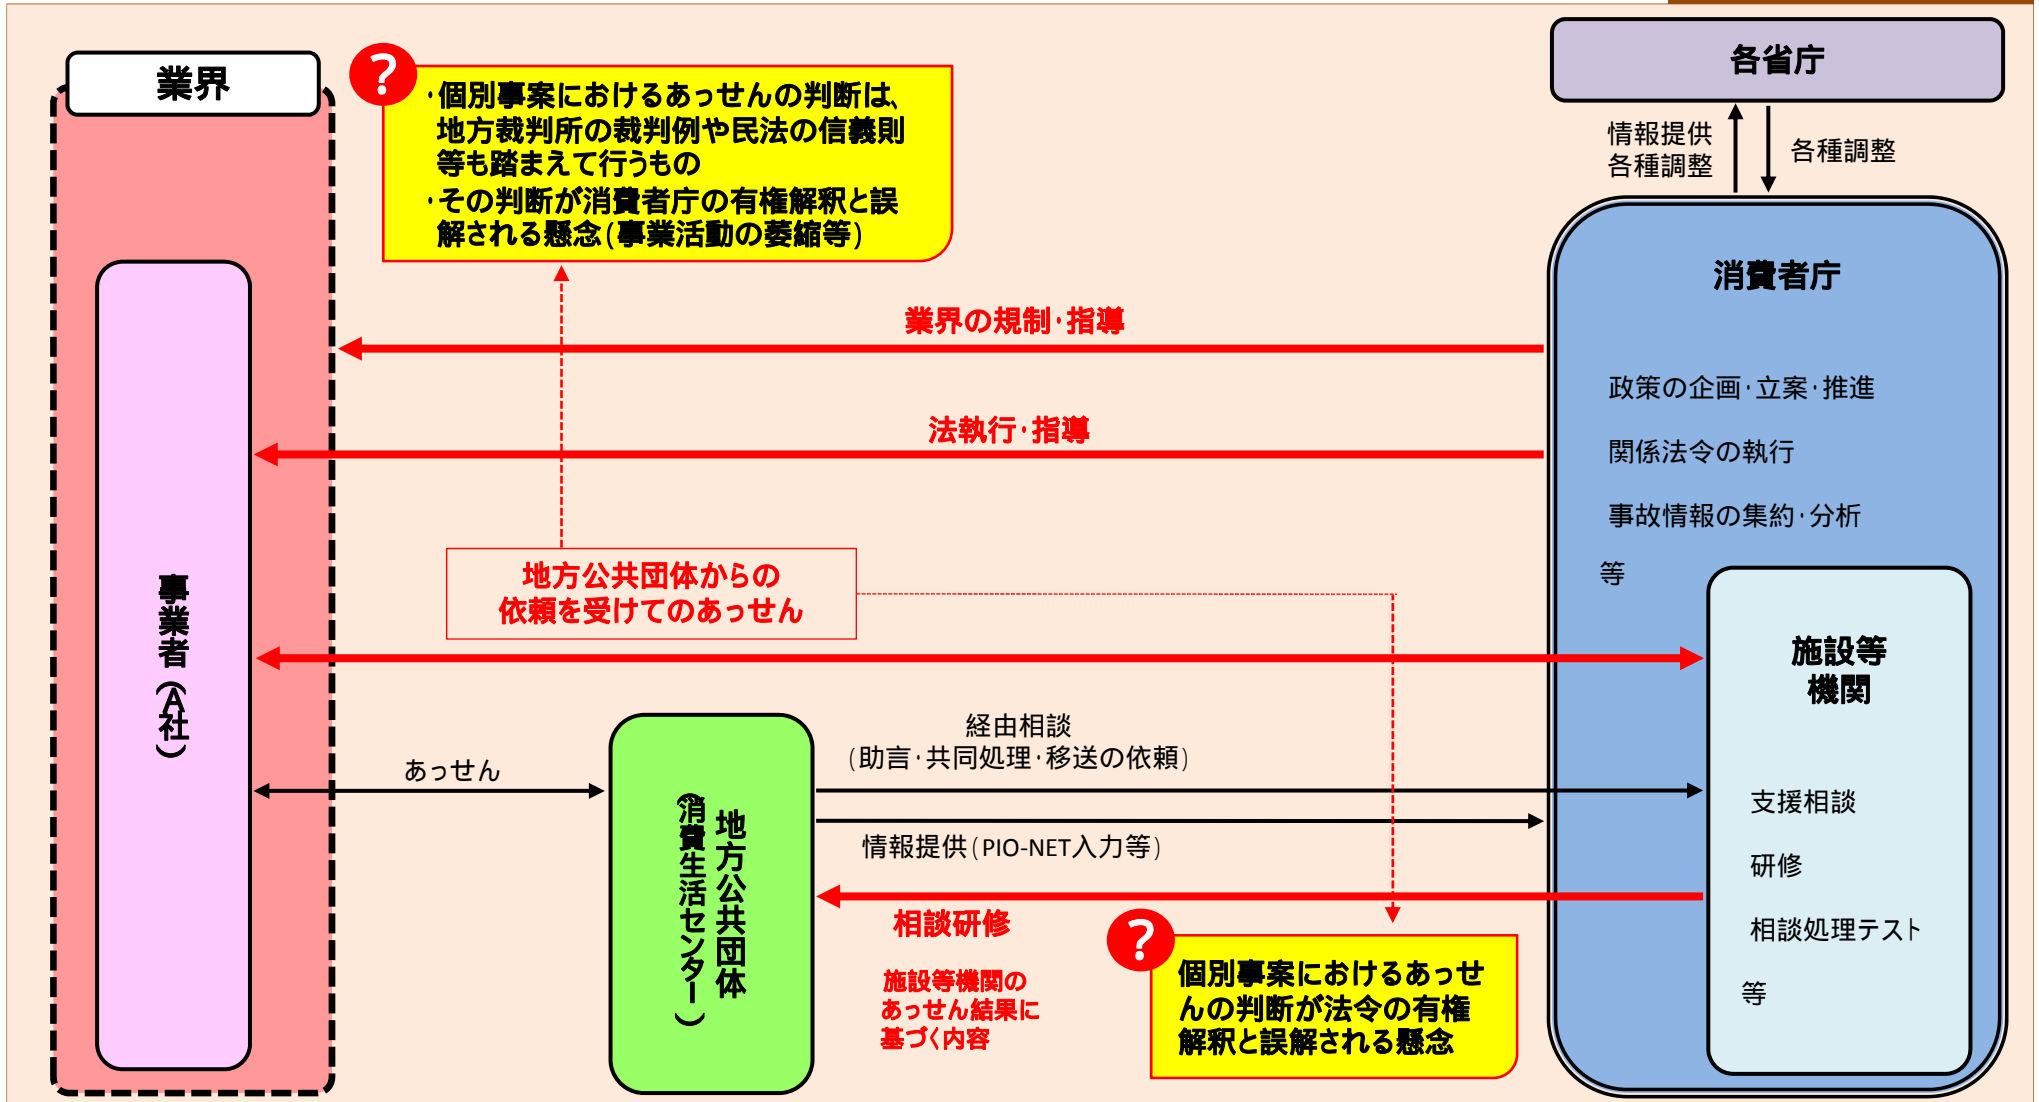 業界
?
・個別事案におけるあっせんの判断は、
地方裁判所の裁判例や民法の信義則
等も踏まえて行うもの
・その判断が消費者庁の有権解釈と誤
解される懸念(事業活動の萎縮等)
各省庁
情報提供
各種調整
各種調整
消費者庁
業界の規制・指導
政策の企画・立案・推進
法執行・指導
関係法令の執行
事故情報の集約・分析
等
地方公共団体からの
依頼を受けてのあっせん
事業者(A社)
施設等
機関
経由相談
(助言・共同処理・移送の依頼)
あっせん
地方公共団体
(消費生活センター)
支援相談
情報提供(PIO-NET入力等)
研修
相談研修
相談処理テスト
等
施設等機関の
あっせん結果に
基づく内容
?
個別事案におけるあっせ
んの判断が法令の有権
解釈と誤解される懸念